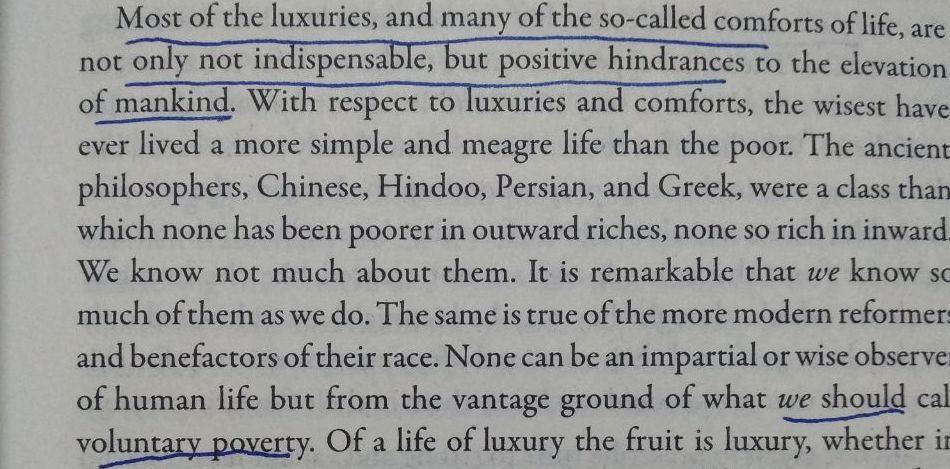 Most of the luxuries, and many of the so-called comforts of life, are
not only not indispensable, but positive hindrances to the elevation
of mankind. With respect to luxuries and comforts, the wisest have
ever lived a more simple and meagre life than the poor. The ancient
philosophers, Chinese, Hindoo, Persian, and Greek, were a class than
which none has been poorer in outward riches, none so rich in inward.
We know not much about them. It is remarkable that we know so
much of them as we do. The same is true of the more modern reformers
and benefactors of their race. None can be an impartial or wise observe
of human life but from the vantage ground of what we should cal
voluntary poverty. Of a life of luxury the fruit is luxury, whether in